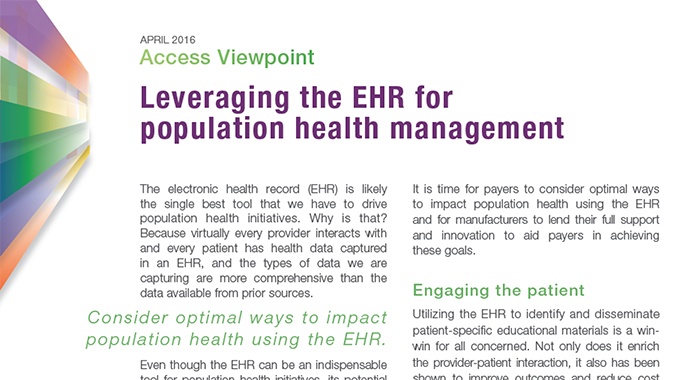 APRIL 2016
Access Viewpoint
Leveraging the EHR for
population health management
The electronic health record (EHR) is likely
the single best tool that we have to drive
population health initiatives. Why is that?
Because virtually every provider interacts with
and every patient has health data captured
in an EHR, and the types of data we are
capturing are more comprehensive than the
data available from prior sources.
Consider optimal ways to impact
population health using the EHR.
Even though the EHR can be an indispensable
tool for population health initiatives, its potential
It is time for payers to consider optimal ways
to impact population health using the EHR
and for manufacturers to lend their full support
and innovation to aid payers in achieving
these goals.
Engaging the patient
Utilizing the EHR to identify and disseminate
patient-specific educational materials is a win-
win for all concerned. Not only does it enrich
the provider-patient interaction, it also has been
shown to improve outcomes and reduce cost